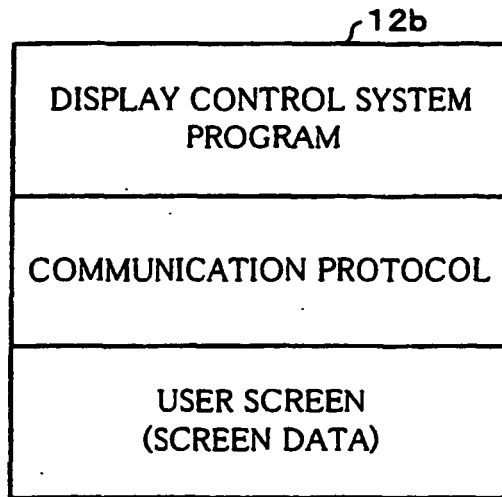 12b
DISPLAY CONTROL SYSTEM
PROGRAM
COMMUNICATION PROTOCOL
USER SCREEN
(SCREEN DATA)